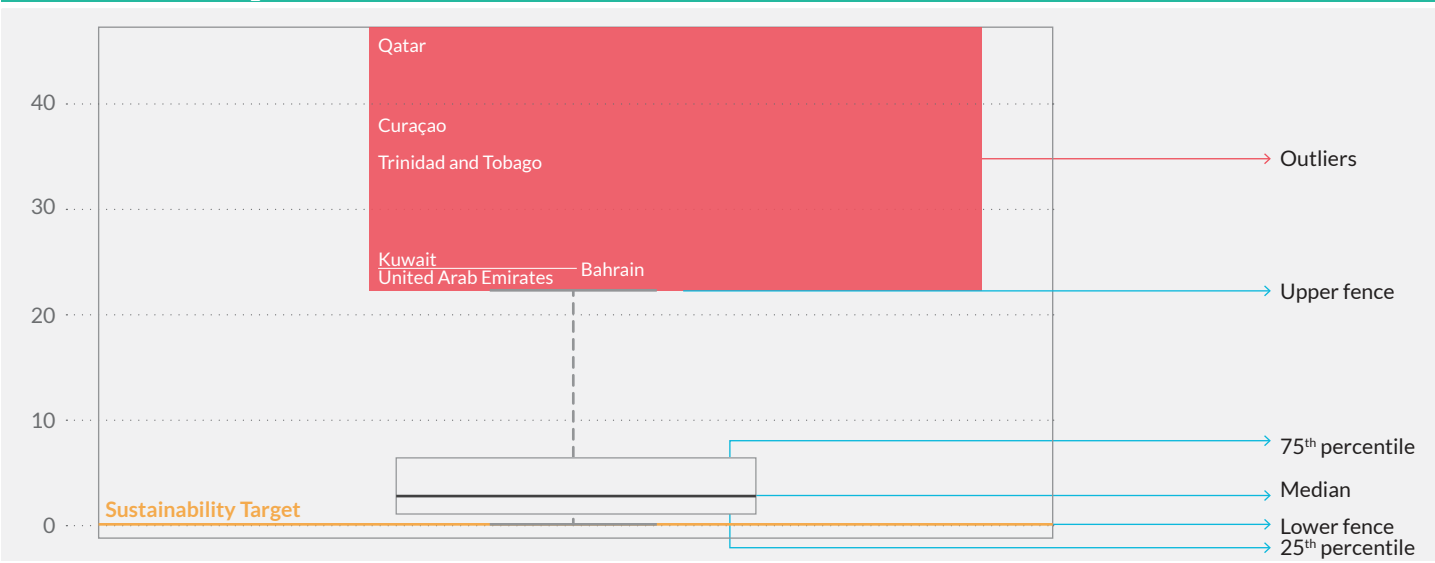 Qatar
40
Curaçao
Trinidad and Tobago
Outliers
30
Kuwait
Bahrain
United Arab Emirates
Upper fence
20
10
75th percentile
Median
Sustainability Target
0
Lower fence
25th percentile